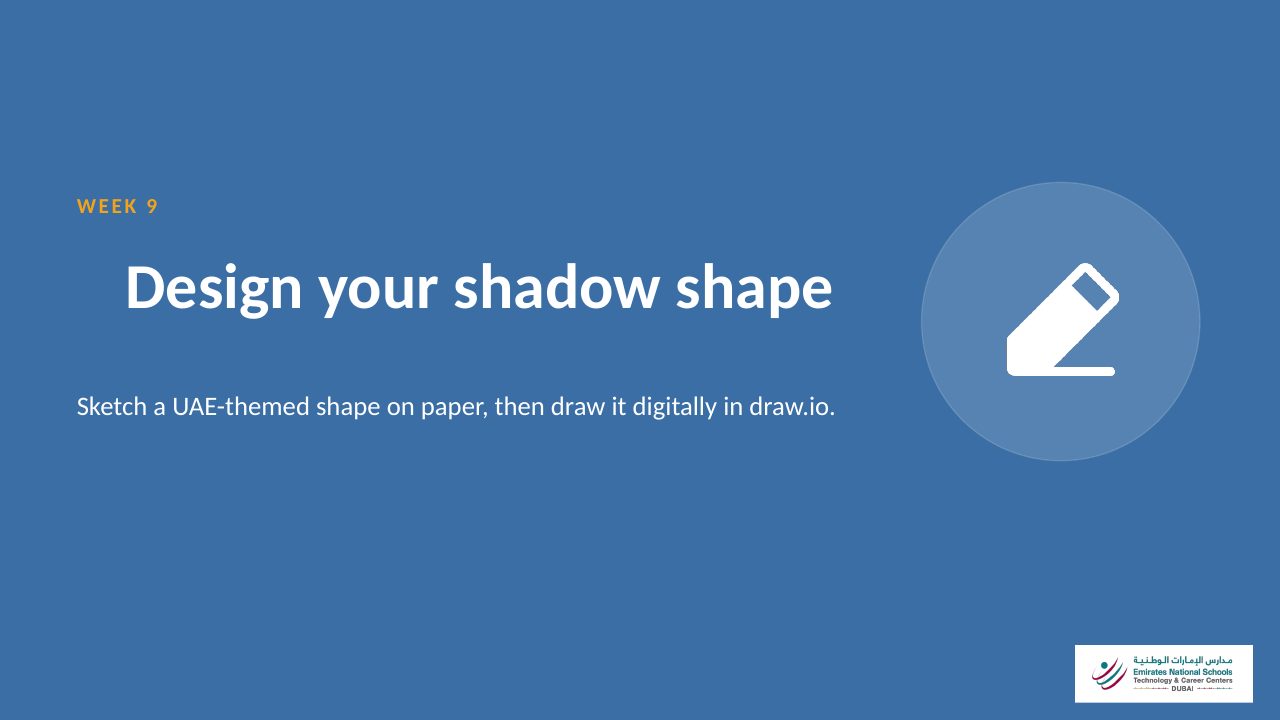 WEEK 9
Design your shadow shape
Sketch a UAE-themed shape on paper, then draw it digitally in draw.io.
مدارس الإمارات الوطنية
Emirates National Schools
Technology & Career Centers
DUBAI